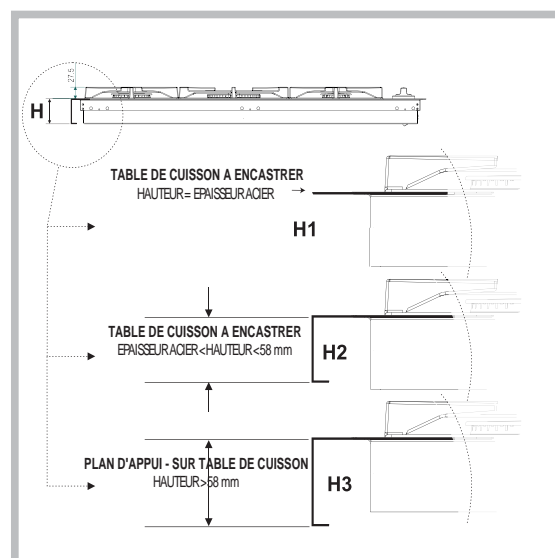 27.5
H
TABLE DE CUISSON A ENCASTRER
HAUTEUR = EPAISSEUR ACIER
H1
TABLE DE CUISSON A ENCASTRER
EPAISSEUR ACIER<HAUTEUR<58 mm
H2
PLAN D'APPUI - SUR TABLE DE CUISSON
HAUTEUR>58 mm
H3